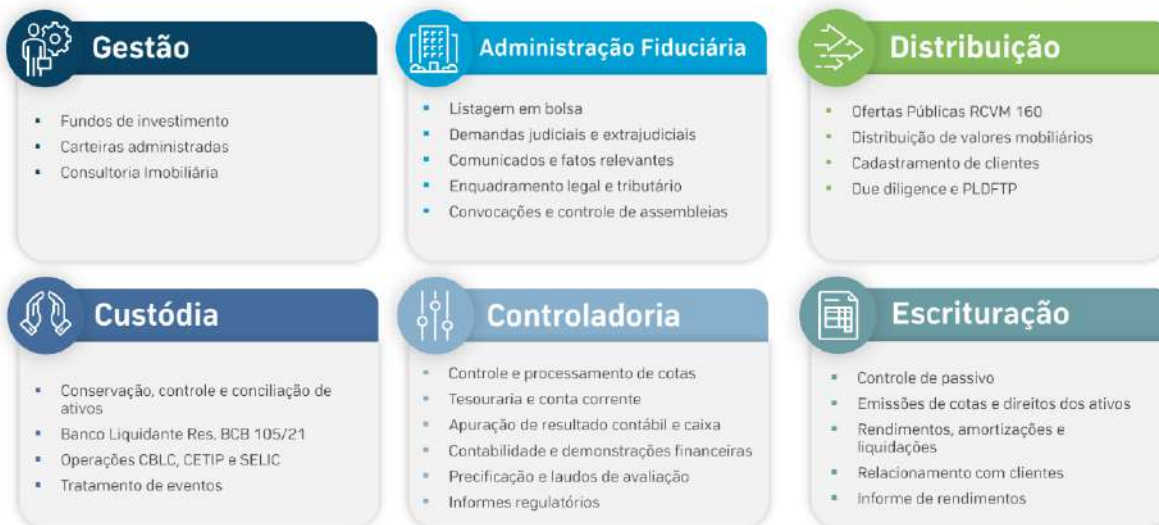 Gestão
Fundos de investimento
Carteiras administradas
Consultoria Imobiliária
Administração Fiduciária
Listagem em bolsa
Demandas judiciais e extrajudiciais
Comunicados e fatos relevantes
Enquadramento legal e tributário
Convocações e controle de assembleias
Distribuição
Ofertas Públicas RCVM 160
Distribuição de valores mobiliários
Cadastramento de clientes
Due diligence e PLDFTP
Custódia
Conservação, controle e conciliação de
ativos
Banco Liquidante Res. BCB 105/21
Operações CBLC, CETIP e SELIC
Tratamento de eventos
Controladoria
Controle e processamento de cotas
Tesouraria e conta corrente
Apuração de resultado contábil e caixa
Contabilidade e demonstrações financeiras
Precificação e laudos de avaliação
Informes regulatórios
Escrituração
Controle de passivo
Emissões de cotas e direitos dos ativos
Rendimentos, amortizações e
liquidações
Relacionamento com clientes
Informe de rendimentos